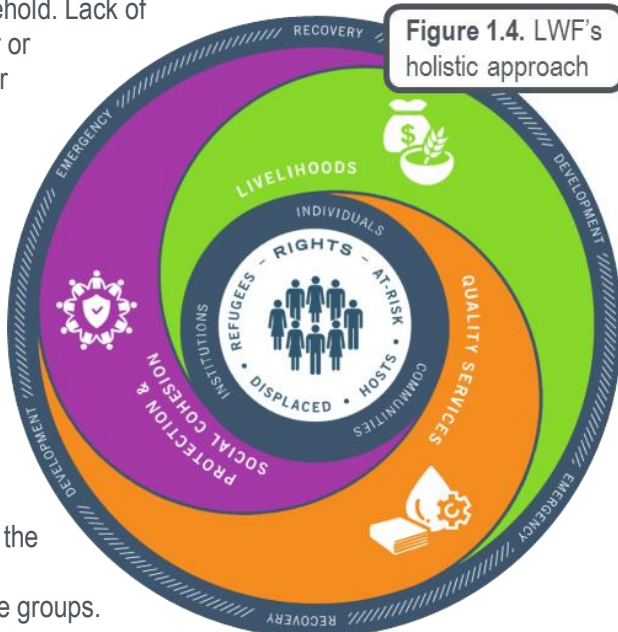 ehold. Lack of
r or
r
Figure 1.4. LWF's
holistic approach
RECOVERY
DEVELOPMENT
EMERGENCY
RECOVERY
DEVELOPMENT
EMERGENCY
LIVELIHOODS
QUALITY SERVICES
PROTECTION &
SOCIAL COHESION
INDIVIDUALS
COMMUNITIES
INSTITUTIONS
RIGHTS – AT-RISK • HOSTS • DISPLACED • REFUGEES –
$
the
e groups.